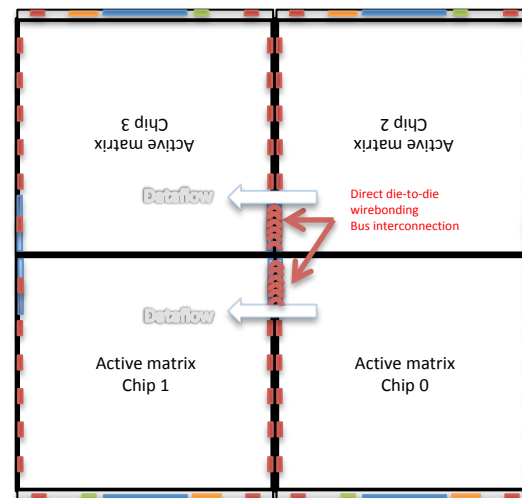 Active matrix
Chip 3
Active matrix
Chip 2
Dataflow
Direct die-to-die
wirebonding
Bus interconnection
Dataflow
Active matrix
Chip 1
Active matrix
Chip 0